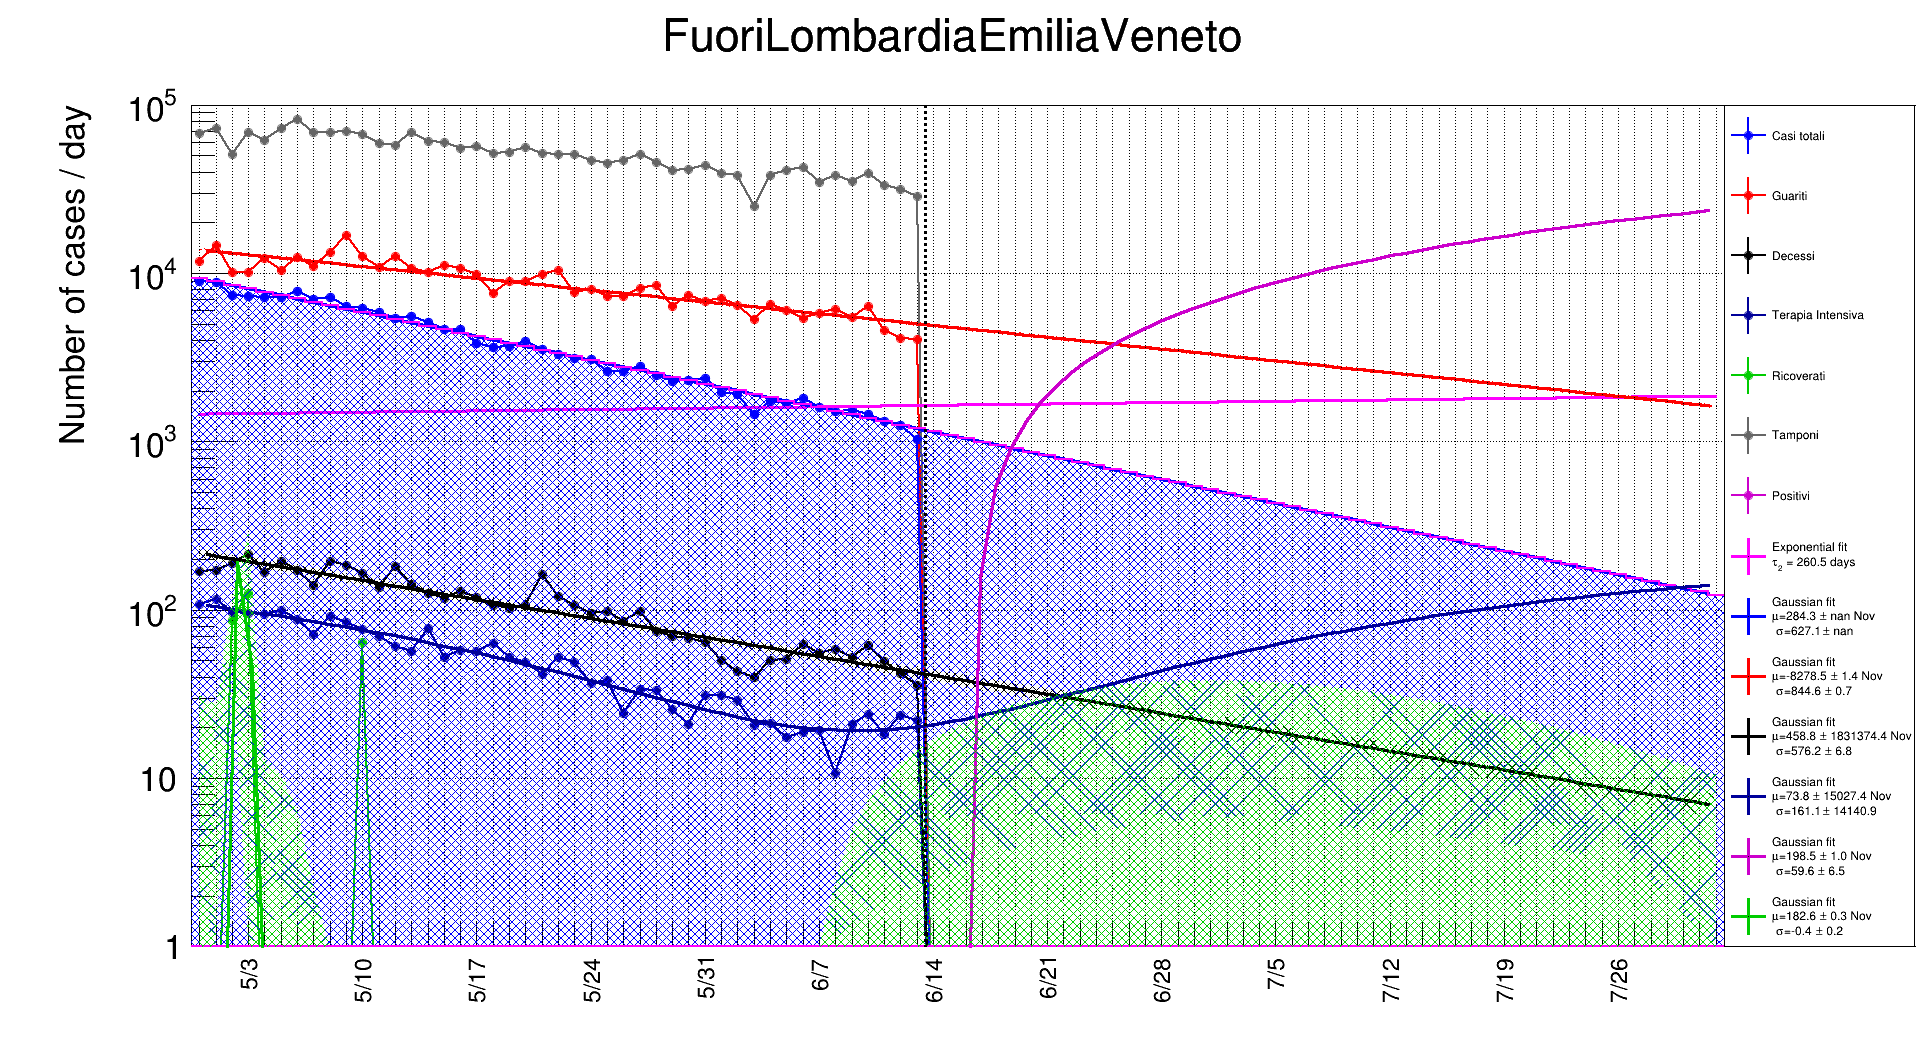 FuoriLombardiaEmiliaVeneto
Number of cases / day
10^5
10^4
10^3
10^2
10
1
5/3
5/10
5/17
5/24
5/31
6/7
6/14
6/21
6/28
7/5
7/12
7/19
7/26
Casi totali
Guariti
Decessi
Terapia Intensiva
Ricoverati
Tamponi
Positivi
Exponential fit
τ₂ = 260.5 days
Gaussian fit
μ=284.3 ± nan Nov
σ=627.1 ± nan
Gaussian fit
μ=-8278.5 ± 1.4 Nov
σ=844.6 ± 0.7
Gaussian fit
μ=458.8 ± 1831374.4 Nov
σ=576.2 ± 6.8
Gaussian fit
μ=73.8 ± 15027.4 Nov
σ=161.1 ± 14140.9
Gaussian fit
μ=198.5 ± 1.0 Nov
σ=59.6 ± 6.5
Gaussian fit
μ=182.6 ± 0.3 Nov
σ=-0.4 ± 0.2